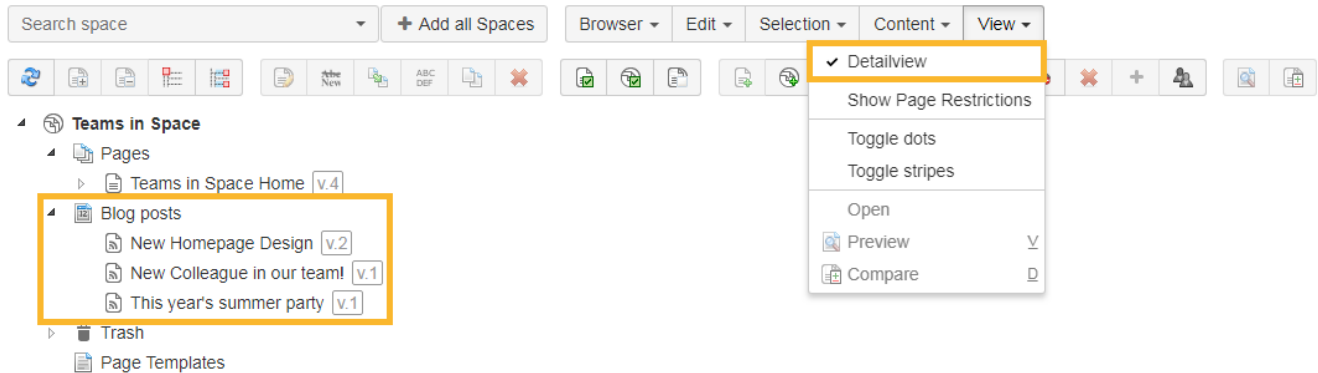 Search space
+ Add all Spaces
Browser
Edit
Selection
Content
View
Abc
New
ABC
DEF
✓ Detailview
Show Page Restrictions
Toggle dots
Toggle stripes
Open
Preview V
Compare D
Teams in Space
Pages
Teams in Space Home v.4
Blog posts
New Homepage Design v.2
New Colleague in our team! v.1
This year's summer party v.1
Trash
Page Templates